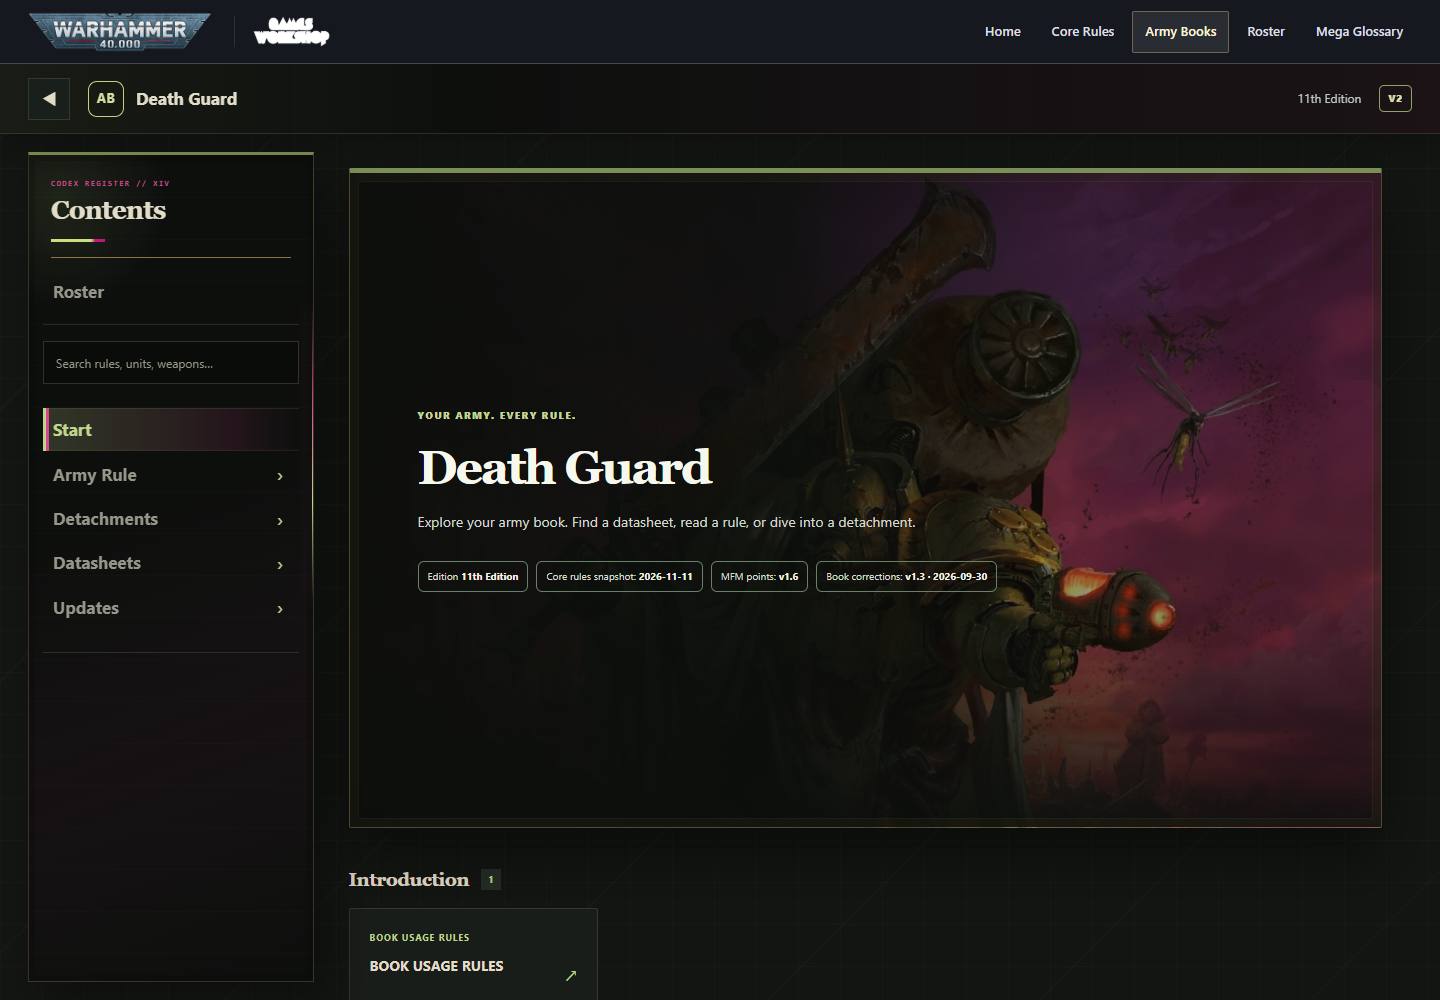 WARHAMMER
40,000
GAMES
WORKSHOP
Home
Core Rules
Army Books
Roster
Mega Glossary
◀
AB
Death Guard
11th Edition
V2
CODEX REGISTER // XIV
Contents
Roster
Search rules, units, weapons...
Start
Army Rule ›
Detachments ›
Datasheets ›
Updates ›
YOUR ARMY. EVERY RULE.
Death Guard
Explore your army book. Find a datasheet, read a rule, or dive into a detachment.
Edition 11th Edition
Core rules snapshot: 2026-11-11
MFM points: v1.6
Book corrections: v1.3 · 2026-09-30
Introduction 1
BOOK USAGE RULES
BOOK USAGE RULES
↗